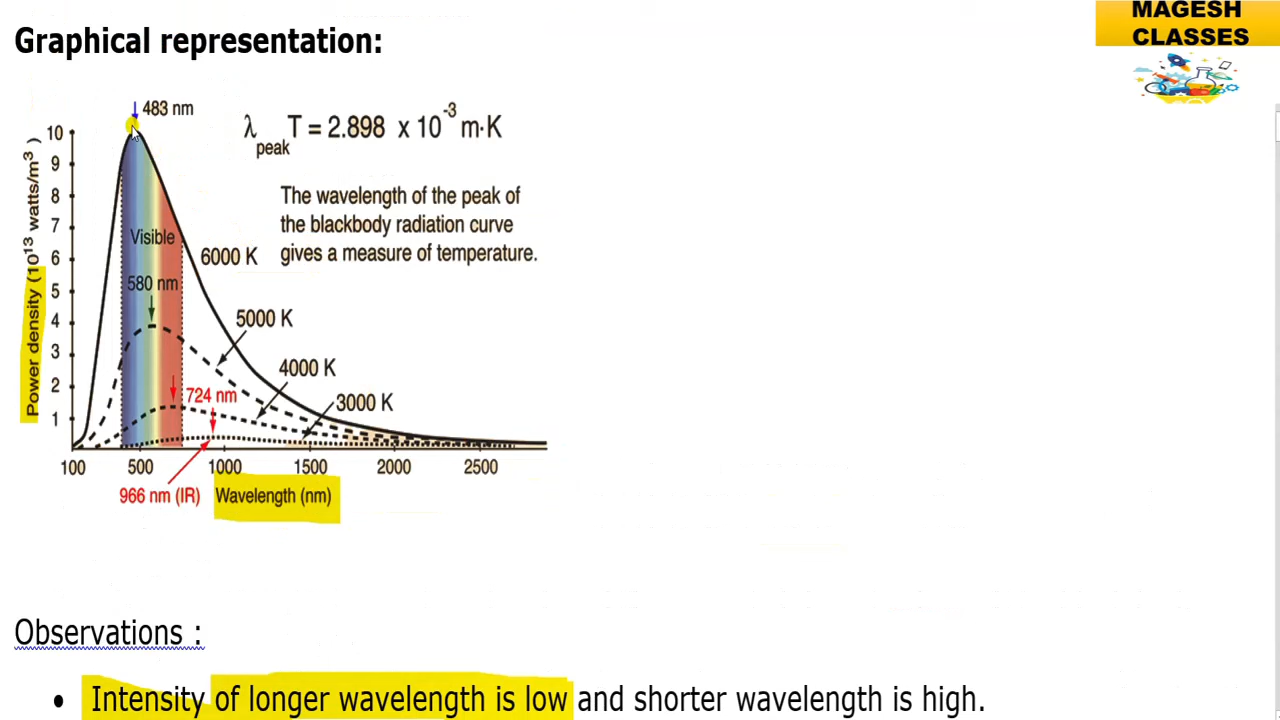 MAGESH
CLASSES
Graphical representation:
483 nm
λpeak T = 2.898 x 10-3 m·K
The wavelength of the peak of
the blackbody radiation curve
gives a measure of temperature.
Power density (10^13 watts/m^3 )
10
9
8
7
6
5
4
3
2
1
Visible
6000 K
580 nm
5000 K
4000 K
724 nm
3000 K
100 500 1000 1500 2000 2500
966 nm (IR)
Wavelength (nm)
Observations :
• Intensity of longer wavelength is low and shorter wavelength is high.